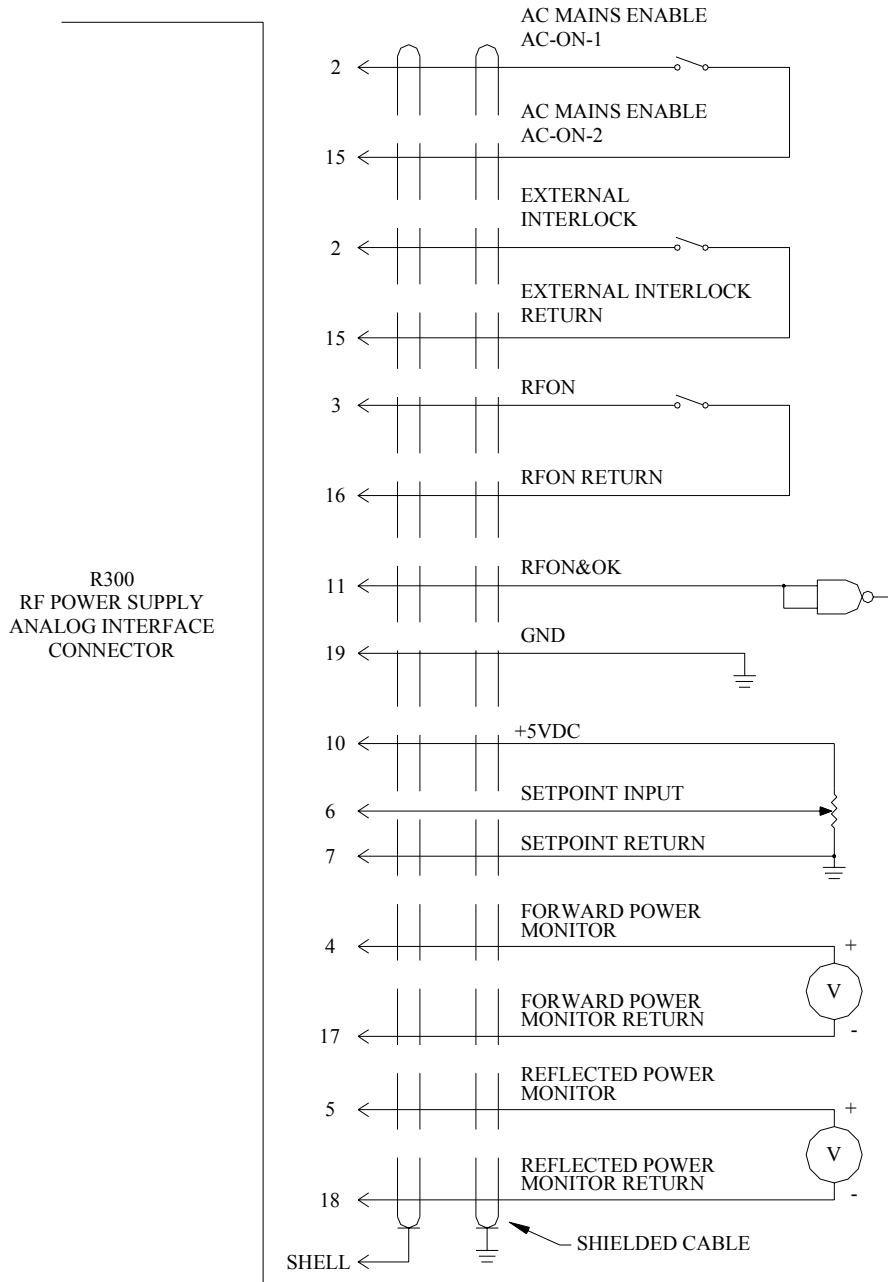 AC MAINS ENABLE
AC-ON-1
2
AC MAINS ENABLE
AC-ON-2
15
EXTERNAL
INTERLOCK
2
EXTERNAL INTERLOCK
RETURN
15
RFON
3
RFON RETURN
16
RFON&OK
11
R300
RF POWER SUPPLY
ANALOG INTERFACE
CONNECTOR
GND
19
+5VDC
10
SETPOINT INPUT
6
SETPOINT RETURN
7
FORWARD POWER
MONITOR
4
+
V
FORWARD POWER
MONITOR RETURN
17
-
REFLECTED POWER
MONITOR
5
+
V
REFLECTED POWER
MONITOR RETURN
18
-
SHIELDED CABLE
SHELL